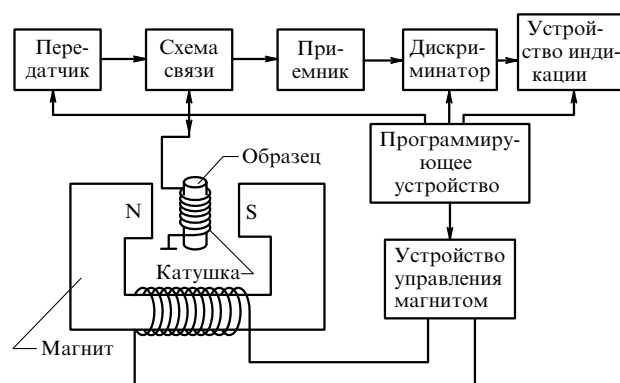 Пере-
датчик
Схема
связи
При-
емник
Дискри-
минатор
Устрой-
ство инди-
кации
Программиру-
ющее
устройство
Образец
N
S
Катушка
Устройство
управления
магнитом
Магнит